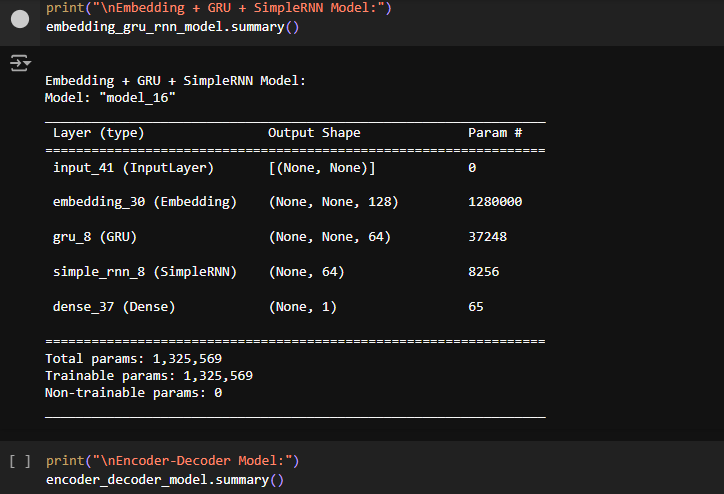 print("\nEmbedding + GRU + SimpleRNN Model:")
embedding_gru_rnn_model.summary()
Embedding + GRU + SimpleRNN Model:
Model: "model_16"
_________________________________________________________________
Layer (type) Output Shape Param #
=================================================================
input_41 (InputLayer) [(None, None)] 0
embedding_30 (Embedding) (None, None, 128) 1280000
gru_8 (GRU) (None, None, 64) 37248
simple_rnn_8 (SimpleRNN) (None, 64) 8256
dense_37 (Dense) (None, 1) 65
=================================================================
Total params: 1,325,569
Trainable params: 1,325,569
Non-trainable params: 0
_________________________________________________________________
[ ] print("\nEncoder-Decoder Model:")
encoder_decoder_model.summary()